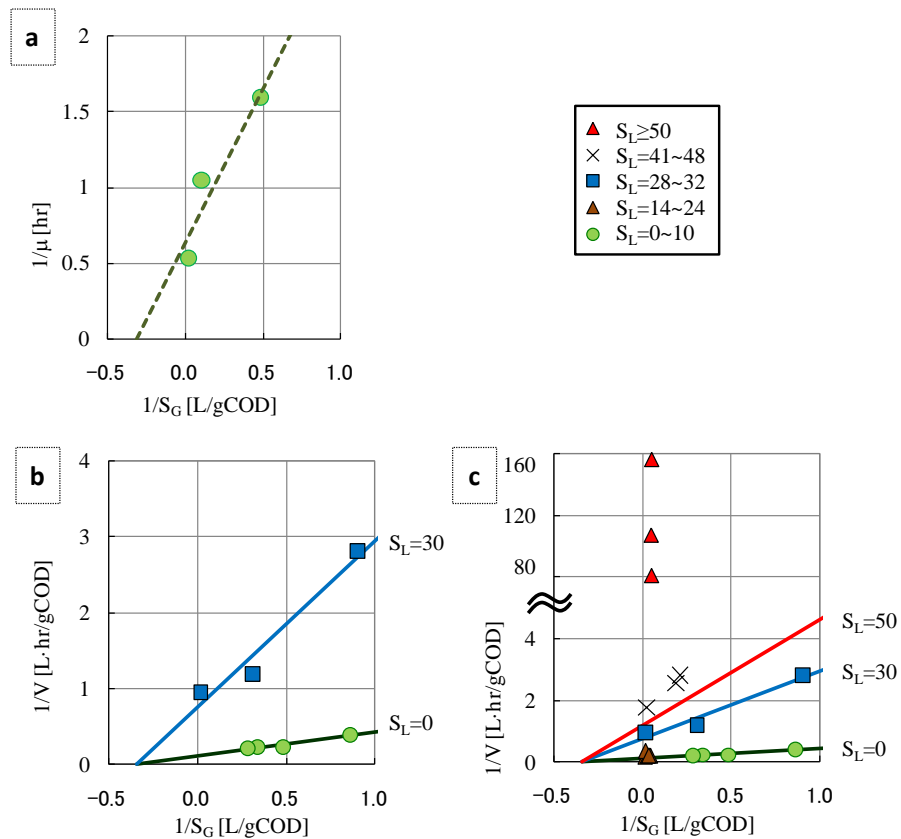 a
2
1.5
1
0.5
0
1/μ [hr]
−0.5 0.0 0.5 1.0
1/S_G [L/gCOD]
S_L≥50
S_L=41~48
S_L=28~32
S_L=14~24
S_L=0~10
b
4
3
2
1
0
1/V [L·hr/gCOD]
S_L=30
S_L=0
−0.5 0.0 0.5 1.0
1/S_G [L/gCOD]
c
160
120
80
4
2
0
1/V [L·hr/gCOD]
S_L=50
S_L=30
S_L=0
−0.5 0.0 0.5 1.0
1/S_G [L/gCOD]